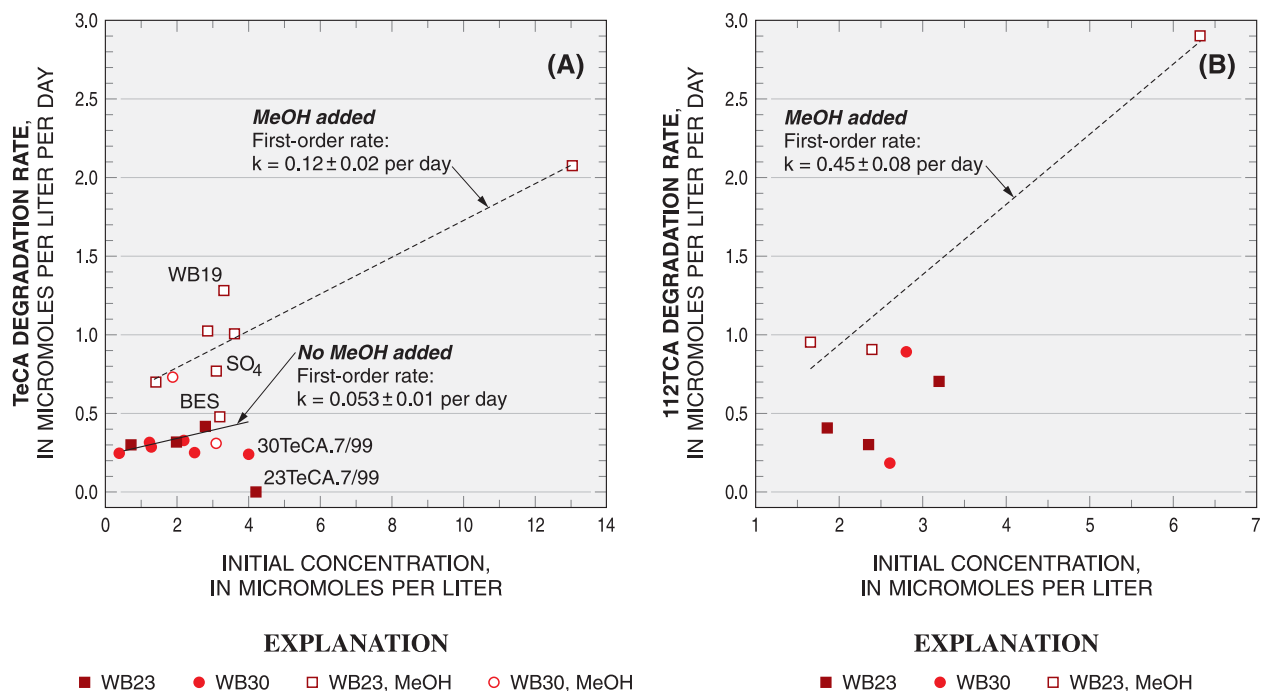 TeCA DEGRADATION RATE,
IN MICROMOLES PER LITER PER DAY
3.0
2.5
2.0
1.5
1.0
0.5
0.0
(A)
MeOH added
First-order rate:
k = 0.12 ± 0.02 per day
WB19
SO4
BES
No MeOH added
First-order rate:
k = 0.053 ± 0.01 per day
30TeCA.7/99
23TeCA.7/99
0 2 4 6 8 10 12 14
INITIAL CONCENTRATION,
IN MICROMOLES PER LITER
EXPLANATION
WB23 WB30 WB23, MeOH WB30, MeOH
112TCA DEGRADATION RATE,
IN MICROMOLES PER LITER PER DAY
3.0
2.5
2.0
1.5
1.0
0.5
0.0
(B)
MeOH added
First-order rate:
k = 0.45 ± 0.08 per day
1 2 3 4 5 6 7
INITIAL CONCENTRATION,
IN MICROMOLES PER LITER
EXPLANATION
WB23 WB30 WB23, MeOH